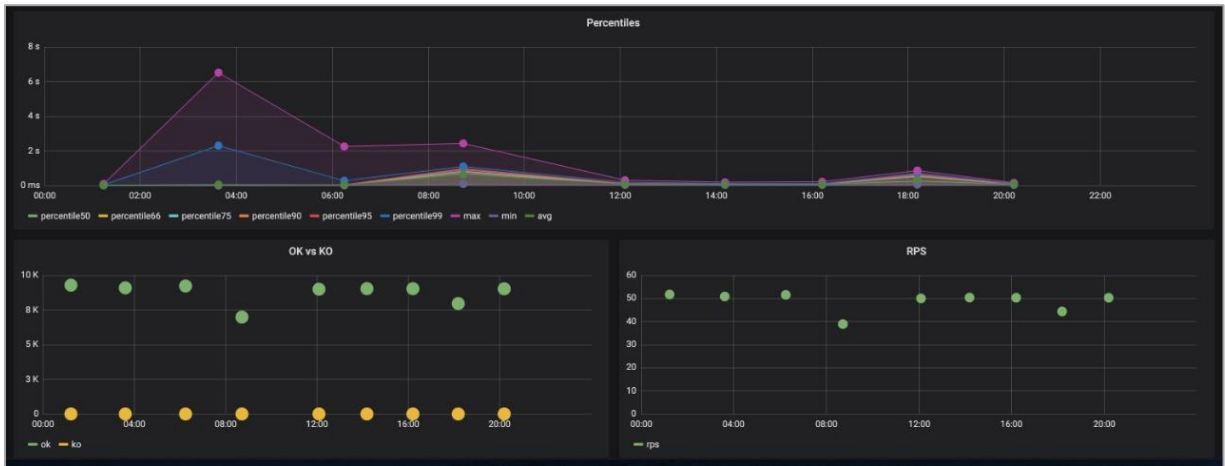 Percentiles
8 s
6 s
4 s
2 s
0 ms
00:00 02:00 04:00 06:00 08:00 10:00 12:00 14:00 16:00 18:00 20:00 22:00
percentile50 percentile66 percentile75 percentile90 percentile95 percentile99 max min avg
OK vs KO
10 K
8 K
5 K
3 K
0
00:00 04:00 08:00 12:00 16:00 20:00
ok ko
RPS
60
50
40
30
20
10
0
00:00 04:00 08:00 12:00 16:00 20:00
rps